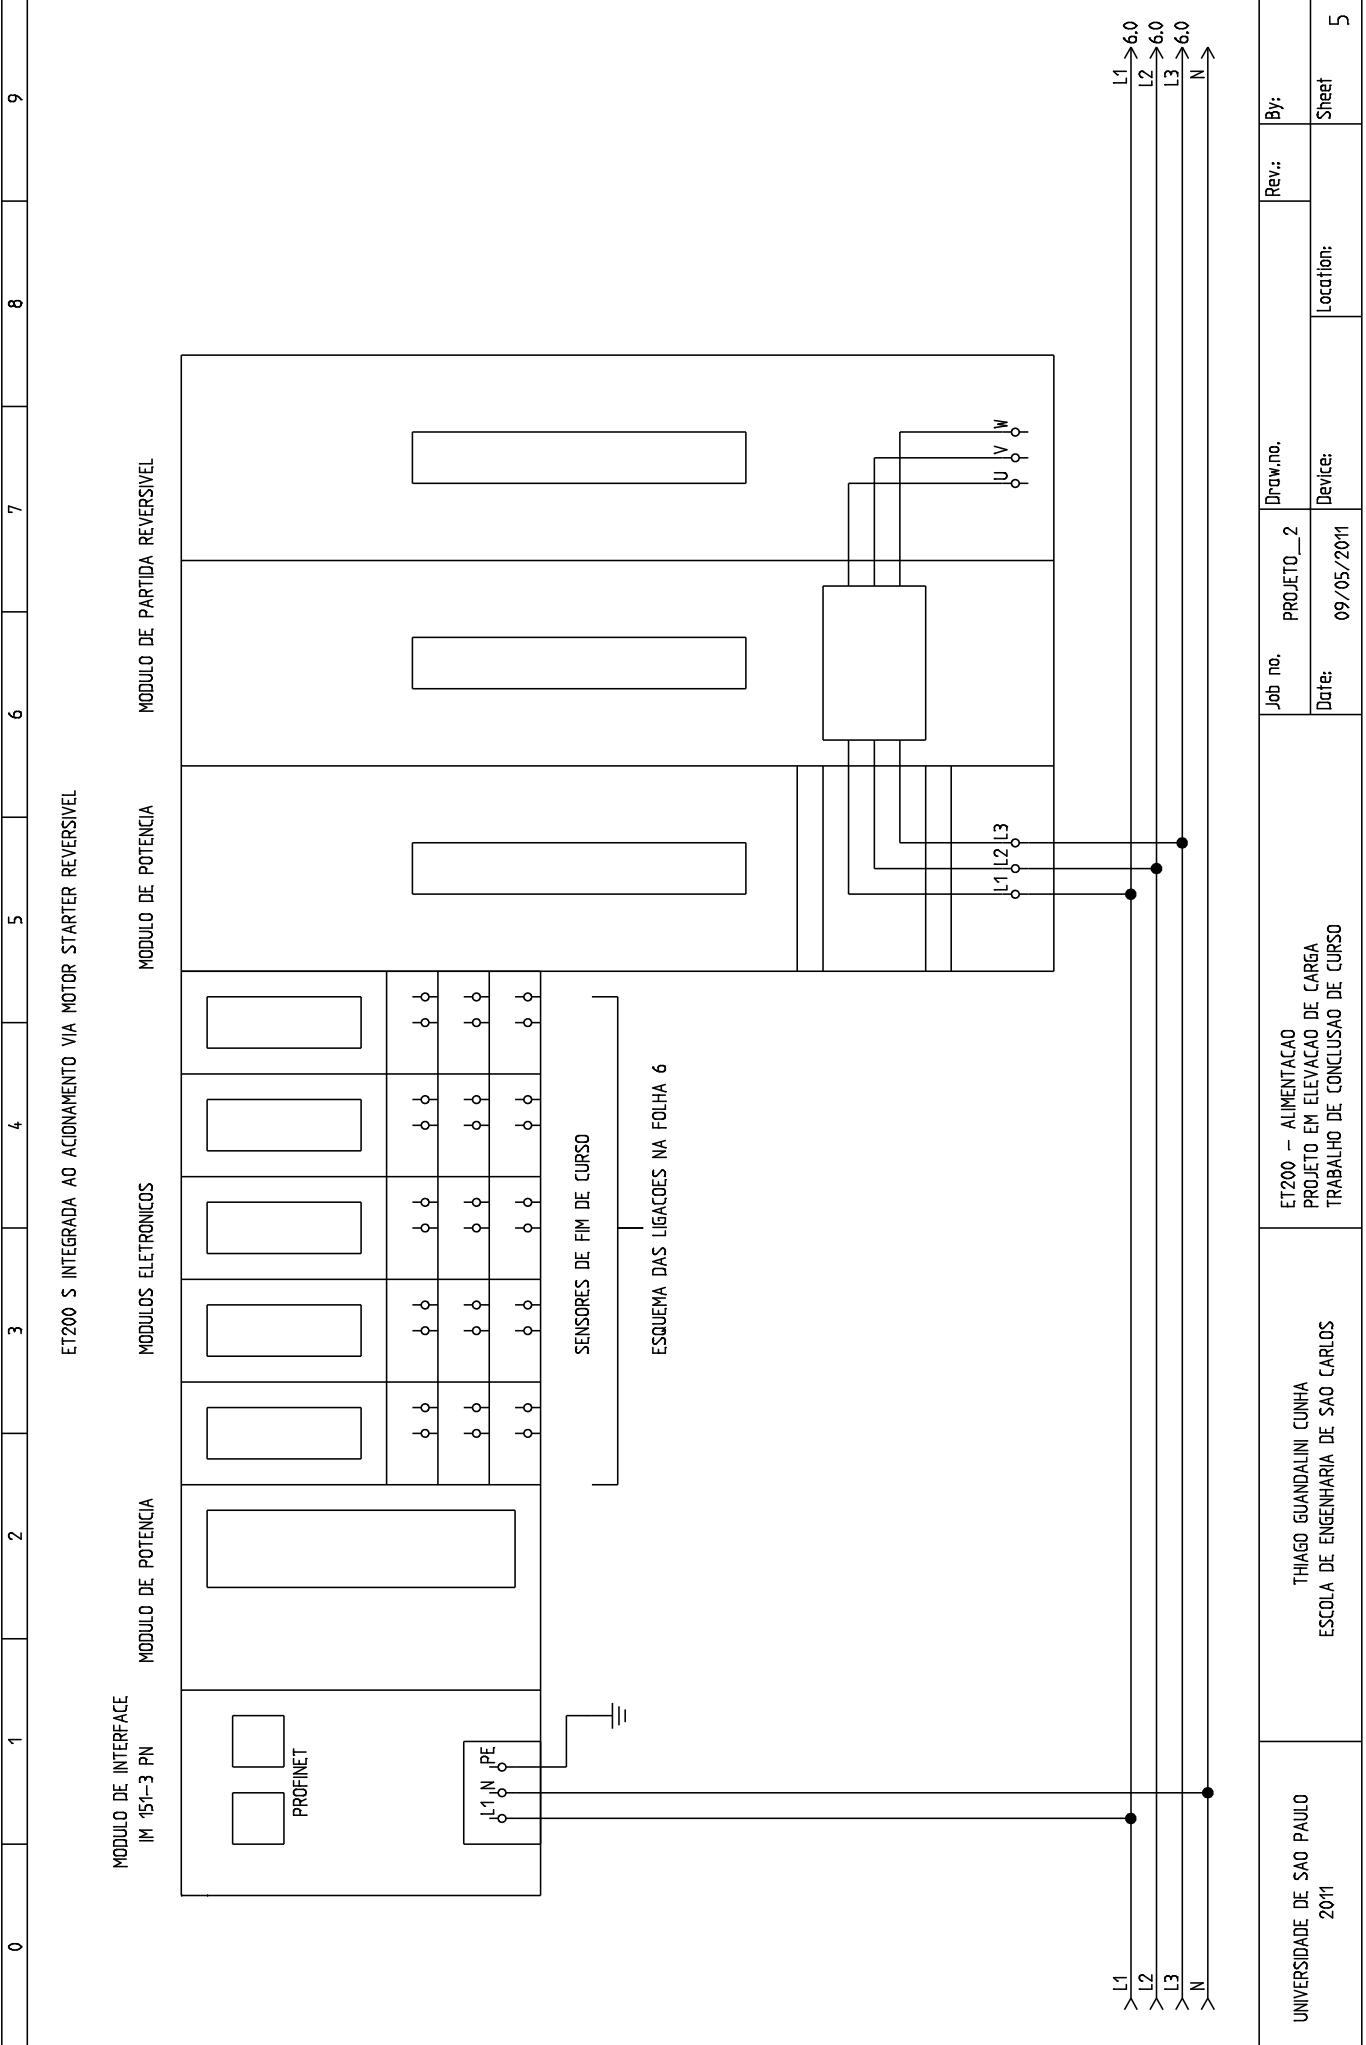 0 1 2 3 4 5 6 7 8 9
ET200 S INTEGRADA AO ACIONAMENTO VIA MOTOR STARTER REVERSIVEL
MODULO DE INTERFACE
IM 151-3 PN
MODULO DE POTENCIA
MODULOS ELETRONICOS
MODULO DE POTENCIA
MODULO DE PARTIDA REVERSIVEL
PROFINET
L1 N PE
SENSORES DE FIM DE CURSO
ESQUEMA DAS LIGACOES NA FOLHA 6
L1 L2 L3
U V W
L1 L1 6.0
L2 L2 6.0
L3 L3 6.0
N N
UNIVERSIDADE DE SAO PAULO
2011
THIAGO GUANDALINI CUNHA
ESCOLA DE ENGENHARIA DE SAO CARLOS
ET200 - ALIMENTACAO
PROJETO EM ELEVACAO DE CARGA
TRABALHO DE CONCLUSAO DE CURSO
Job no. PROJETO__2
Draw.no.
Rev.:
By:
Date: 09/05/2011
Device:
Location:
Sheet 5